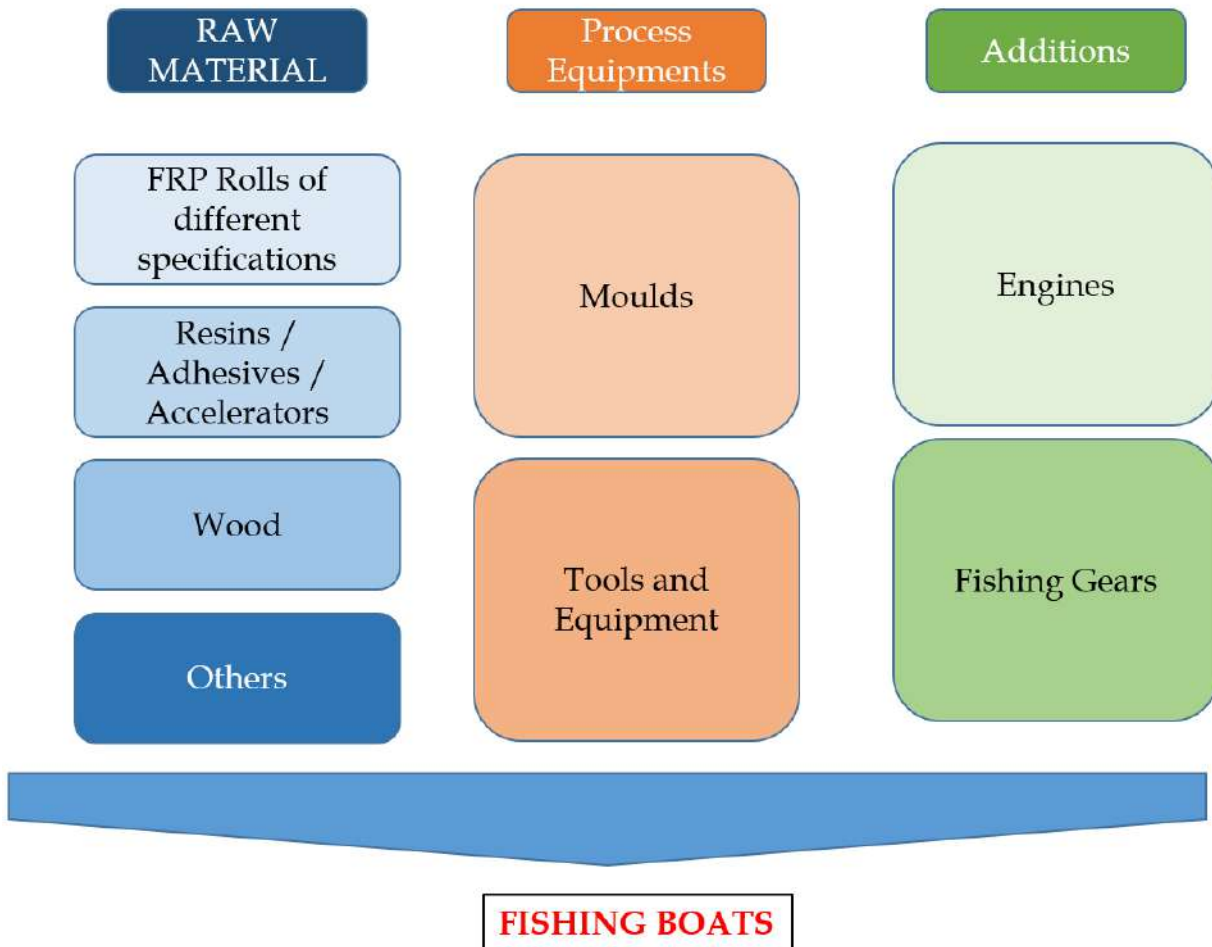 RAW
MATERIAL
Process
Equipments
Additions
FRP Rolls of
different
specifications
Resins /
Adhesives /
Accelerators
Wood
Others
Moulds
Tools and
Equipment
Engines
Fishing Gears
FISHING BOATS